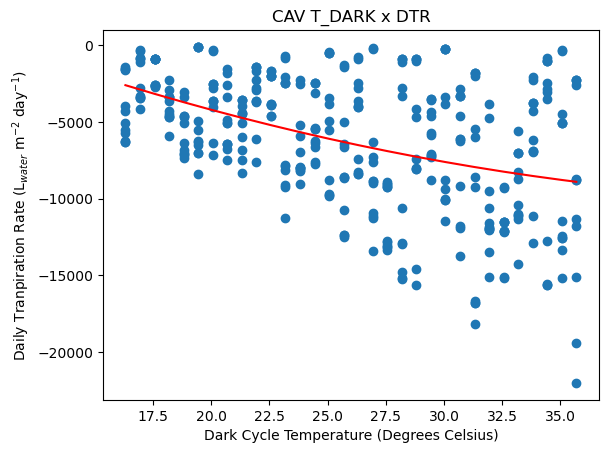 CAV T_DARK x DTR
0
−5000
−10000
−15000
−20000
Daily Tranpiration Rate (L_water m⁻² day⁻¹)
17.5 20.0 22.5 25.0 27.5 30.0 32.5 35.0
Dark Cycle Temperature (Degrees Celsius)